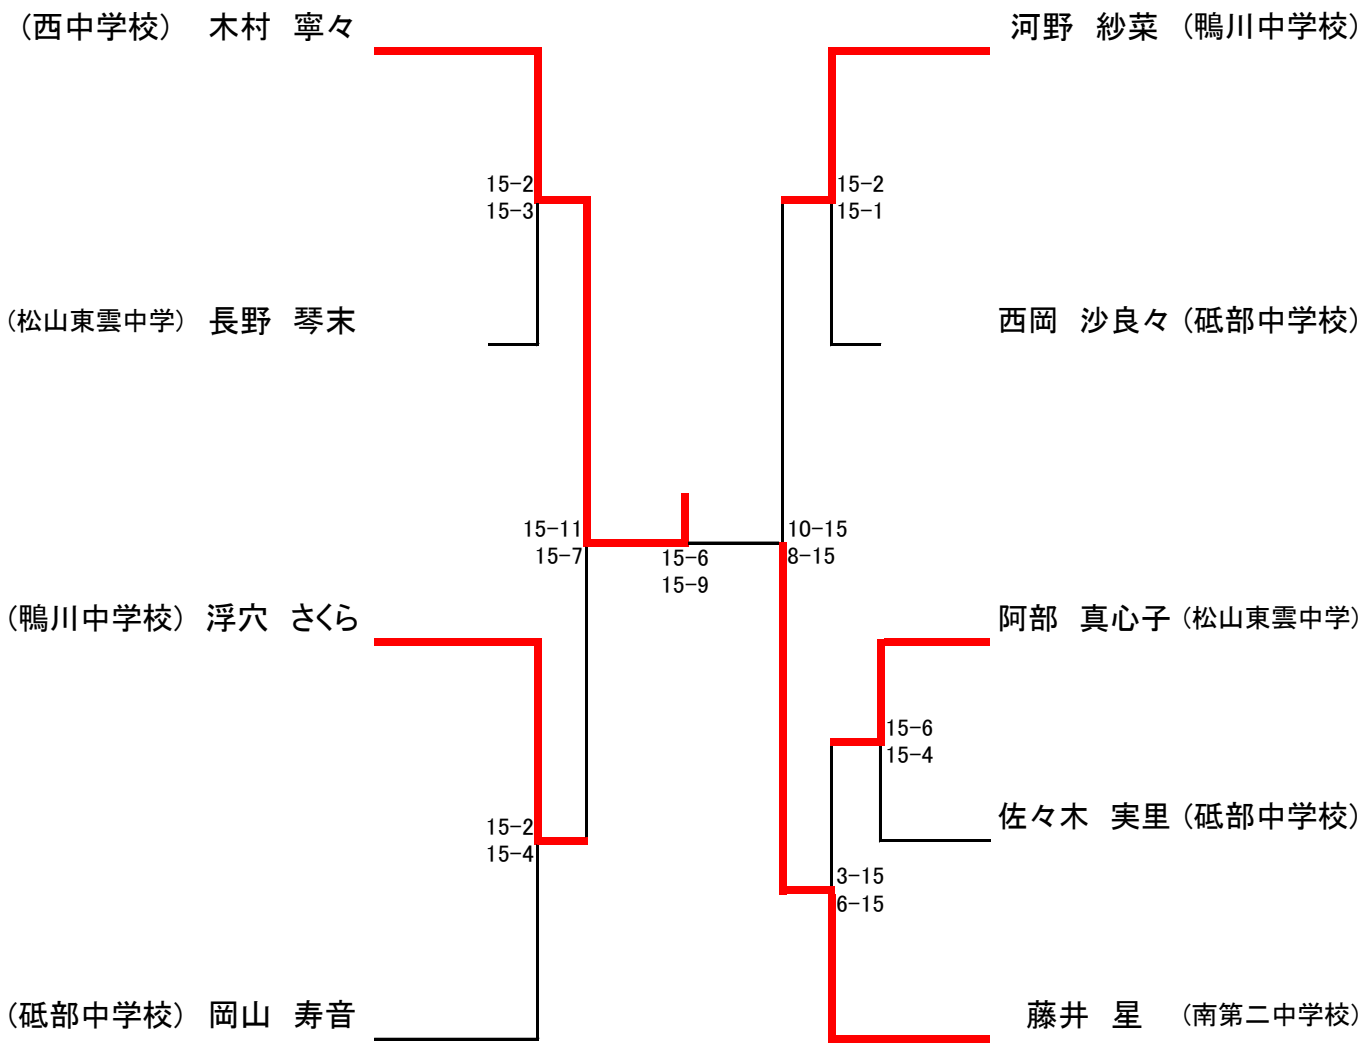 (西中学校) 木村 寧々
河野 紗菜 (鴨川中学校)
15-2
15-3
15-2
15-1
(松山東雲中学) 長野 琴末
西岡 沙良々 (砥部中学校)
15-11
15-7
15-6
15-9
10-15
8-15
(鴨川中学校) 浮穴 さくら
阿部 真心子 (松山東雲中学)
15-6
15-4
佐々木 実里 (砥部中学校)
15-2
15-4
3-15
6-15
(砥部中学校) 岡山 寿音
藤井 星 (南第二中学校)